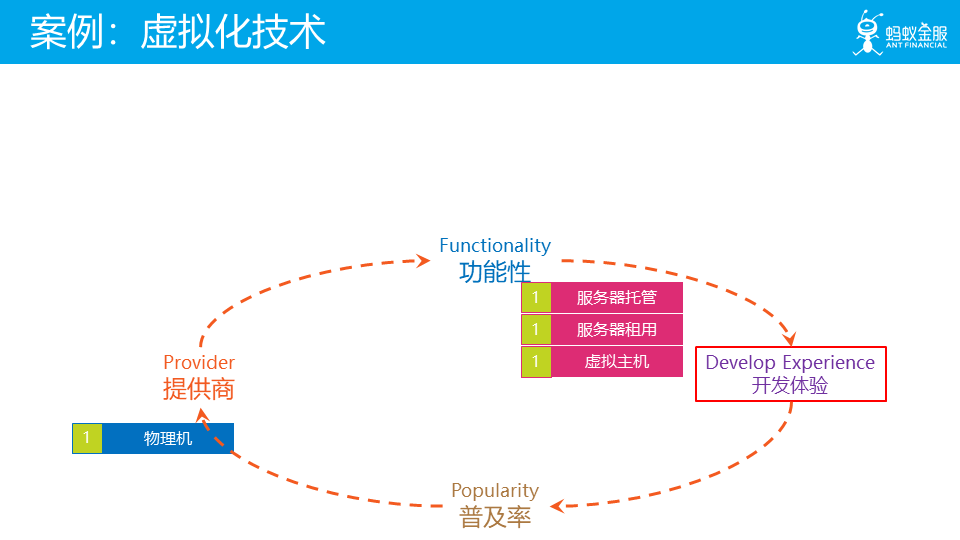 案例：虚拟化技术
蚂蚁金服
ANT FINANCIAL
Functionality
功能性
1 服务器托管
1 服务器租用
1 虚拟主机
Provider
提供商
Develop Experience
开发体验
1 物理机
Popularity
普及率